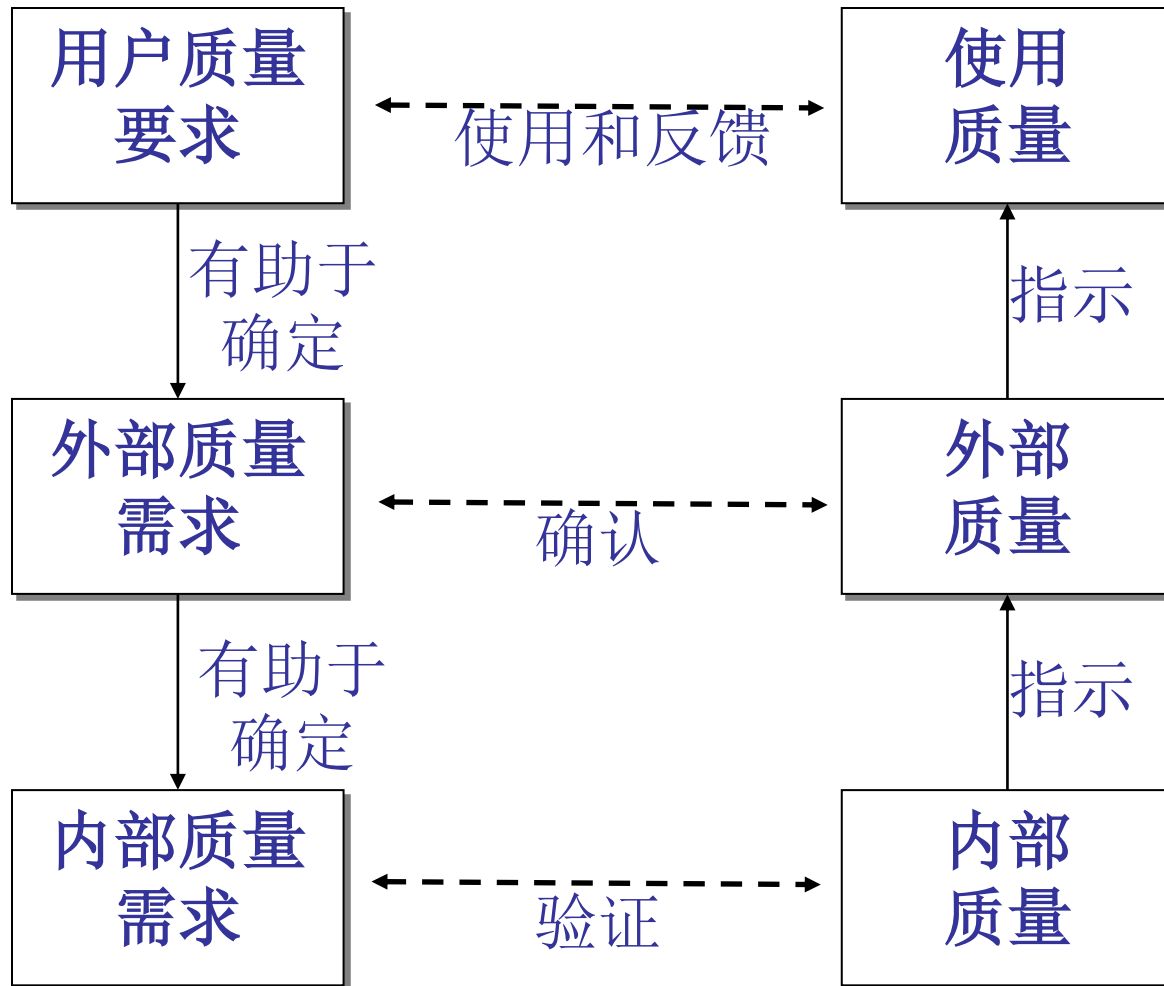 用户质量
要求
使用和反馈
使用
质量
有助于
确定
指示
外部质量
需求
确认
外部
质量
有助于
确定
指示
内部质量
需求
验证
内部
质量